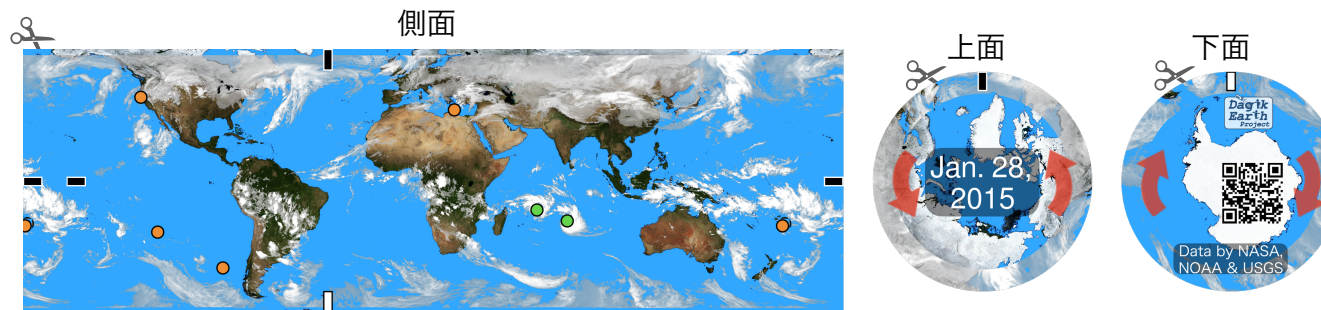 側面
上面
下面
Jan. 28,
2015
Dagik
Earth
Project
Data by NASA,
NOAA & USGS